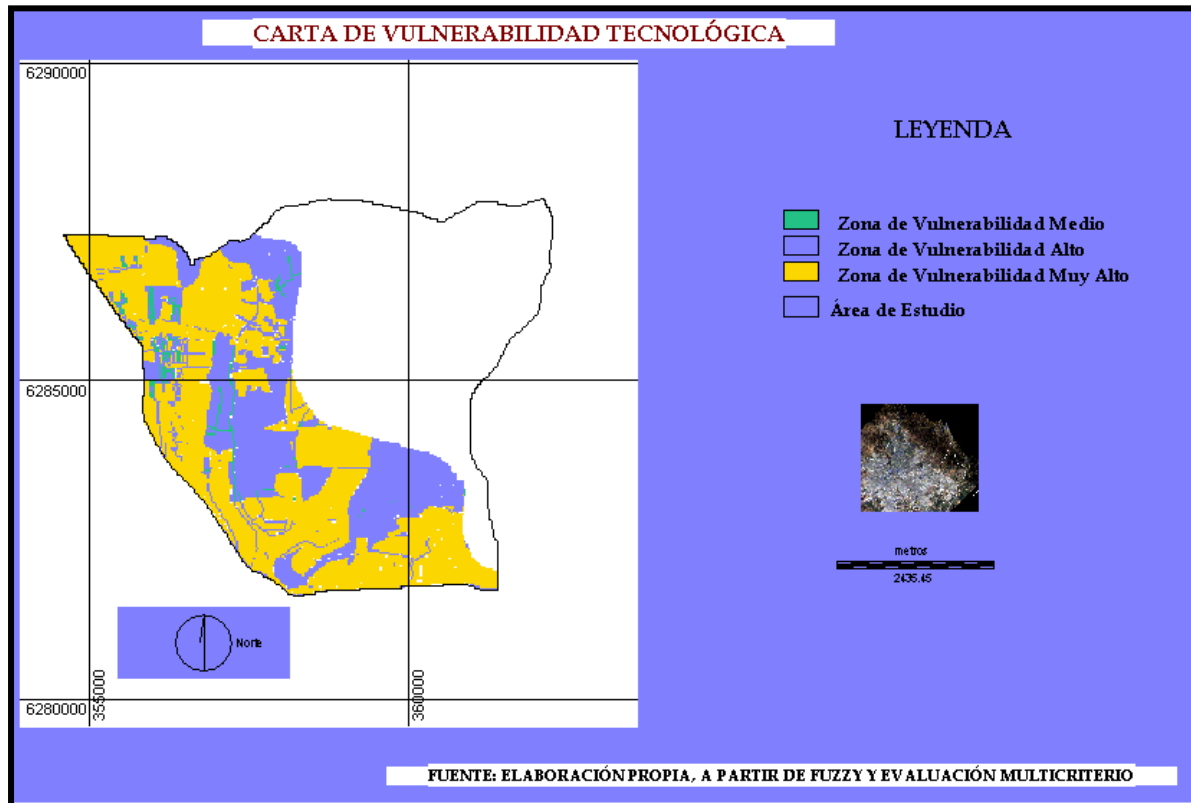 CARTA DE VULNERABILIDAD TECNOLÓGICA
6290000
6285000
6280000
355000
360000
Norte
LEYENDA
Zona de Vulnerabilidad Medio
Zona de Vulnerabilidad Alto
Zona de Vulnerabilidad Muy Alto
Área de Estudio
metros
2435.45
FUENTE: ELABORACIÓN PROPIA, A PARTIR DE FUZZY Y EVALUACIÓN MULTICRITERIO